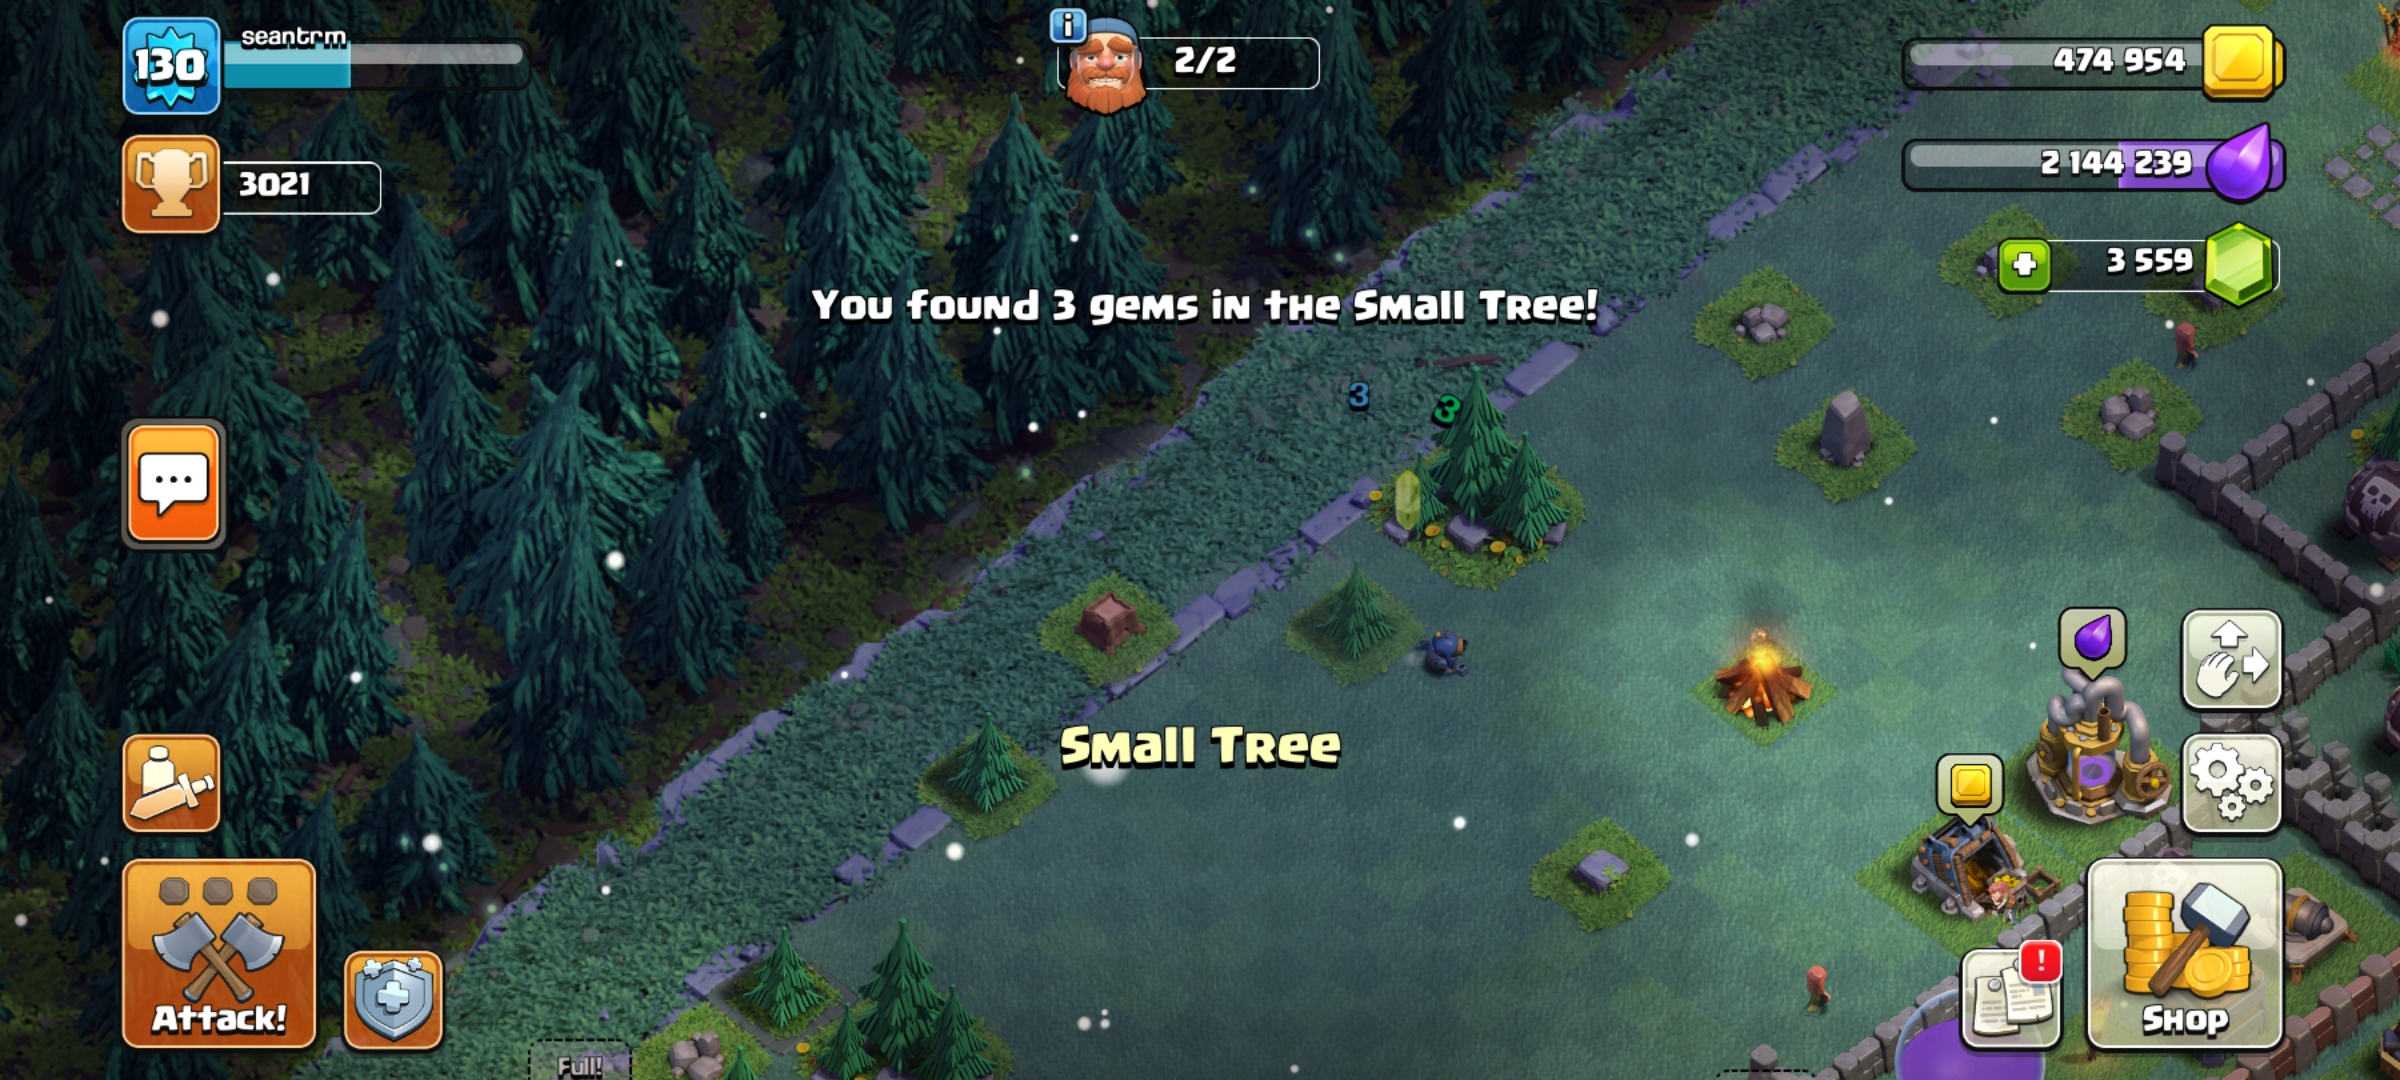 130
seantrm
2/2
474 954
3021
2 144 239
3 559
You found 3 gems in the Small Tree!
3
3
Small Tree
Attack!
Full!
!
Shop